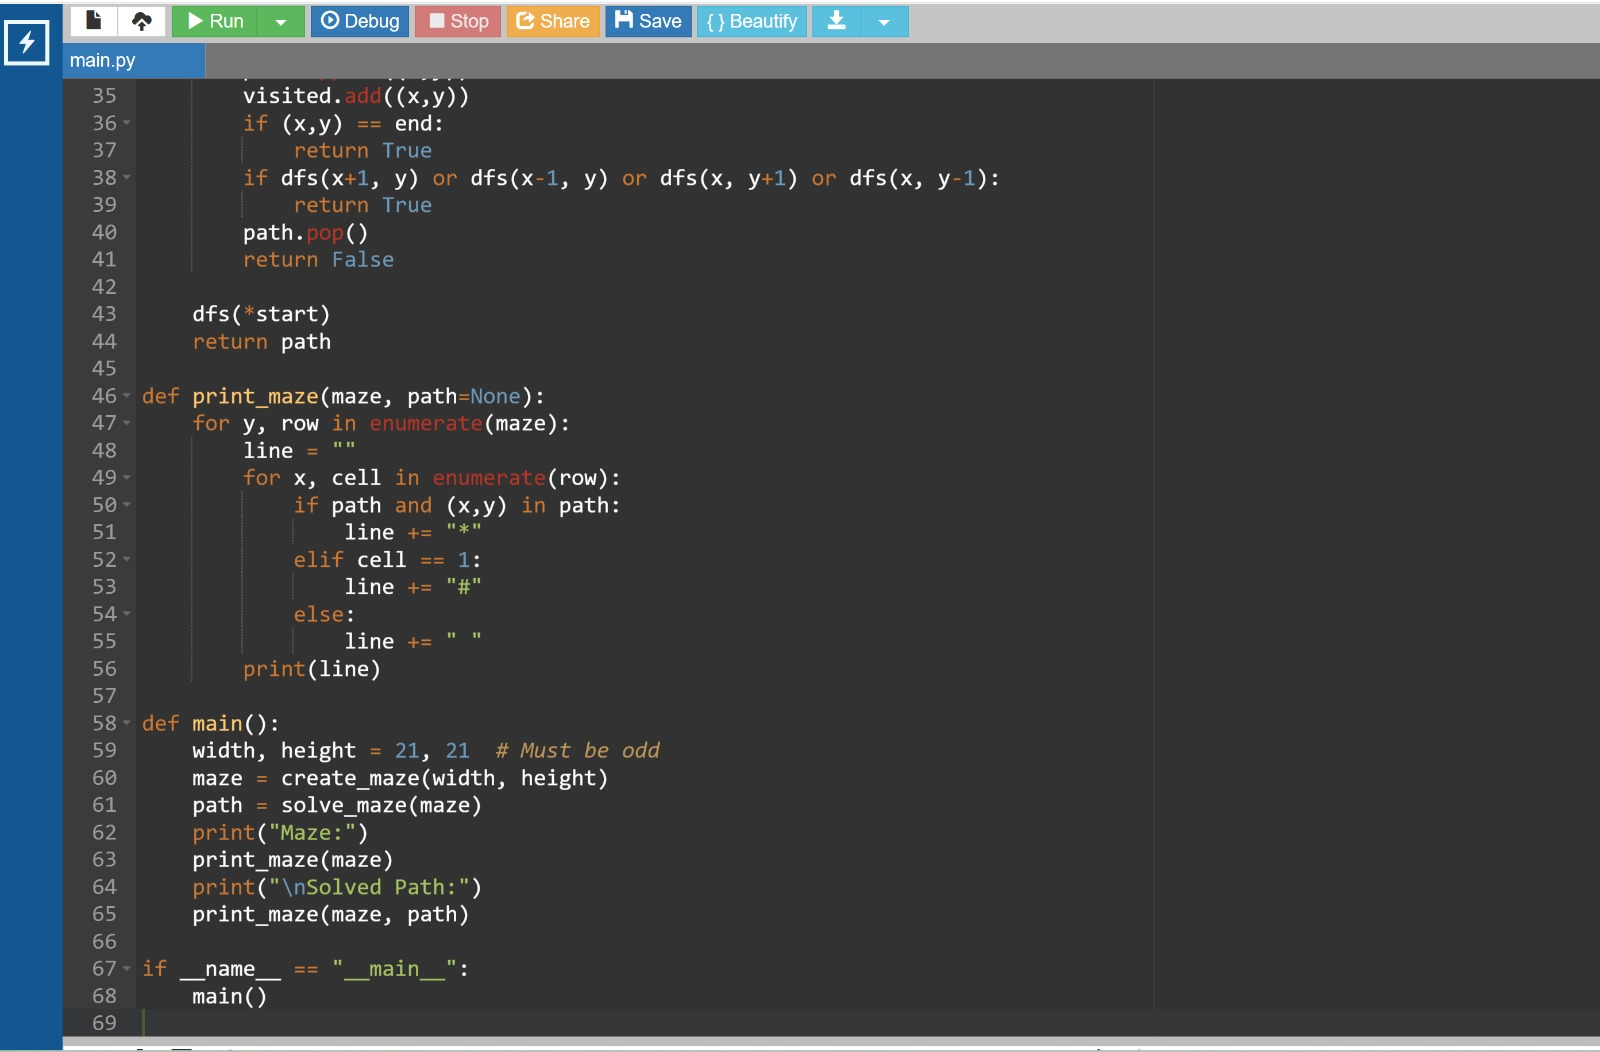 Run Debug Stop Share Save { } Beautify
main.py
35 visited.add((x,y))
36 if (x,y) == end:
37 return True
38 if dfs(x+1, y) or dfs(x-1, y) or dfs(x, y+1) or dfs(x, y-1):
39 return True
40 path.pop()
41 return False
42
43 dfs(*start)
44 return path
45
46 def print_maze(maze, path=None):
47 for y, row in enumerate(maze):
48 line = ""
49 for x, cell in enumerate(row):
50 if path and (x,y) in path:
51 line += "*"
52 elif cell == 1:
53 line += "#"
54 else:
55 line += " "
56 print(line)
57
58 def main():
59 width, height = 21, 21  # Must be odd
60 maze = create_maze(width, height)
61 path = solve_maze(maze)
62 print("Maze:")
63 print_maze(maze)
64 print("\nSolved Path:")
65 print_maze(maze, path)
66
67 if __name__ == "__main__":
68 main()
69